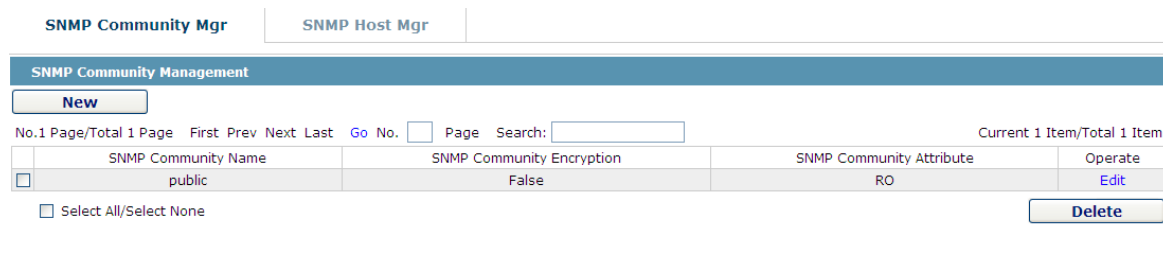 SNMP Community Mgr SNMP Host Mgr
SNMP Community Management
New
No.1 Page/Total 1 Page First Prev Next Last Go No. Page Search: Current 1 Item/Total 1 Item
SNMP Community Name SNMP Community Encryption SNMP Community Attribute Operate
public False RO Edit
Select All/Select None Delete